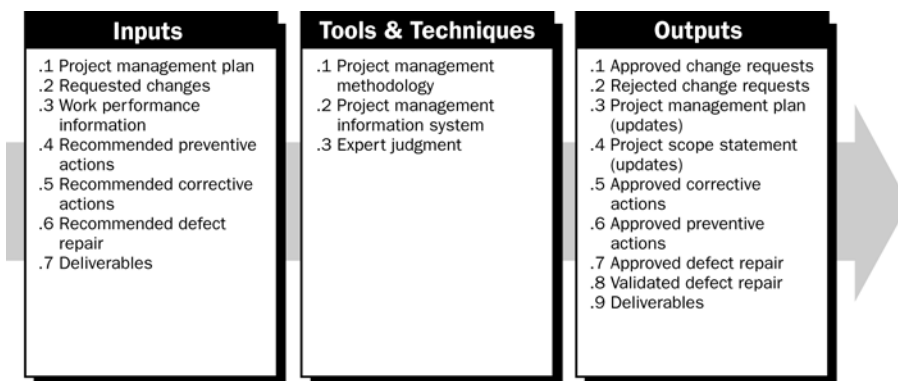 Inputs
.1 Project management plan
.2 Requested changes
.3 Work performance
information
.4 Recommended preventive
actions
.5 Recommended corrective
actions
.6 Recommended defect
repair
.7 Deliverables
Tools & Techniques
.1 Project management
methodology
.2 Project management
information system
.3 Expert judgment
Outputs
.1 Approved change requests
.2 Rejected change requests
.3 Project management plan
(updates)
.4 Project scope statement
(updates)
.5 Approved corrective
actions
.6 Approved preventive
actions
.7 Approved defect repair
.8 Validated defect repair
.9 Deliverables